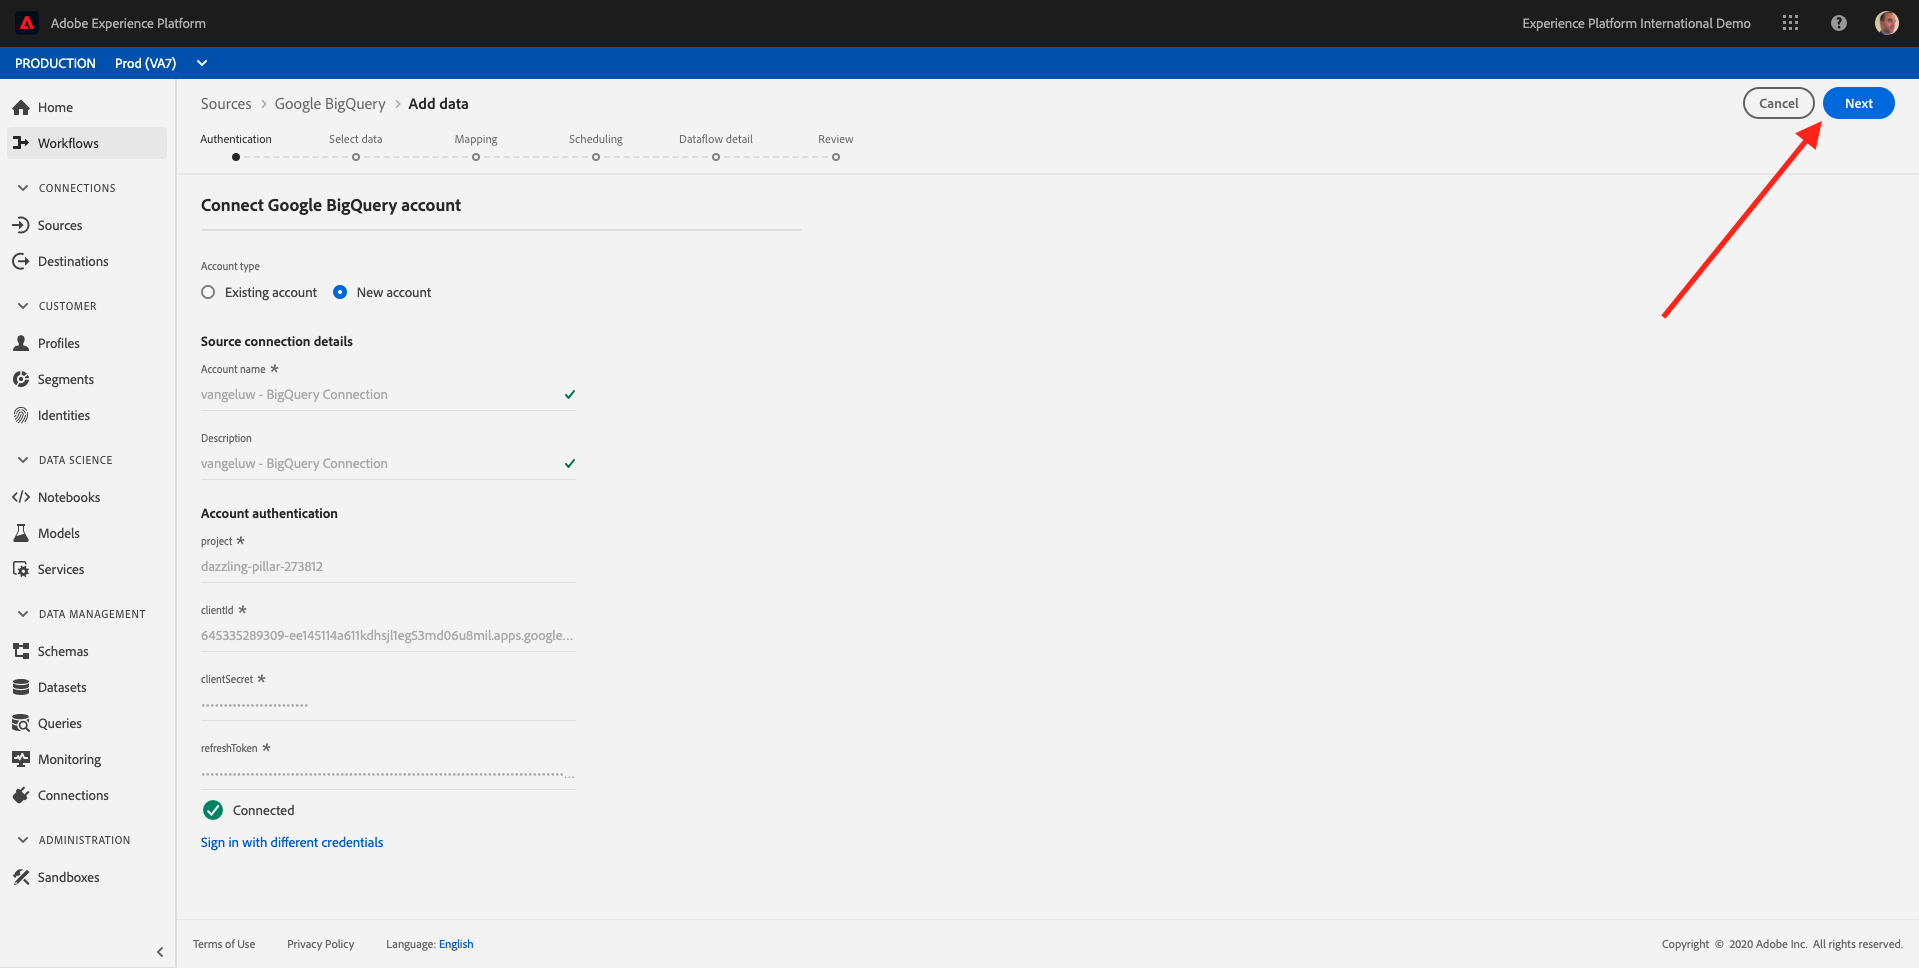 Adobe Experience Platform
Experience Platform International Demo
PRODUCTION Prod (VA7)
Home
Workflows
CONNECTIONS
Sources
Destinations
CUSTOMER
Profiles
Segments
Identities
DATA SCIENCE
Notebooks
Models
Services
DATA MANAGEMENT
Schemas
Datasets
Queries
Monitoring
Connections
ADMINISTRATION
Sandboxes
Sources > Google BigQuery > Add data
Cancel
Next
Authentication
Select data
Mapping
Scheduling
Dataflow detail
Review
Connect Google BigQuery account
Account type
Existing account
New account
Source connection details
Account name *
vangeluw - BigQuery Connection
Description
vangeluw - BigQuery Connection
Account authentication
project *
dazzling-pillar-273812
clientId *
645335289309-ee145114a611kdhsjl1eg53md06u8mil.apps.google...
clientSecret *
refreshToken *
Connected
Sign in with different credentials
Terms of Use
Privacy Policy
Language: English
Copyright © 2020 Adobe Inc. All rights reserved.